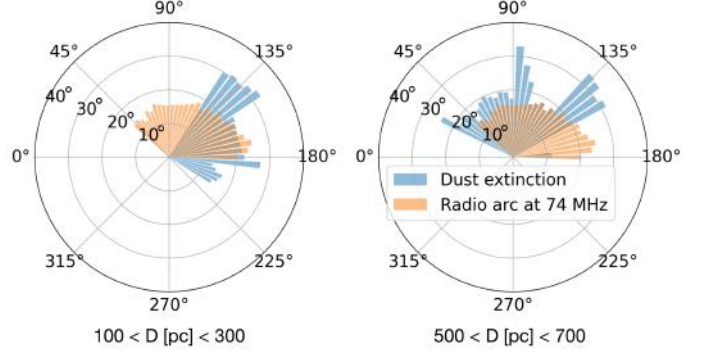 90° 90°
45° 135° 45° 135°
40° 30° 20° 10° 40° 30° 20° 10°
0° 180° 0° 180°
Dust extinction
Radio arc at 74 MHz
315° 225° 315° 225°
270° 270°
100 < D [pc] < 300 500 < D [pc] < 700